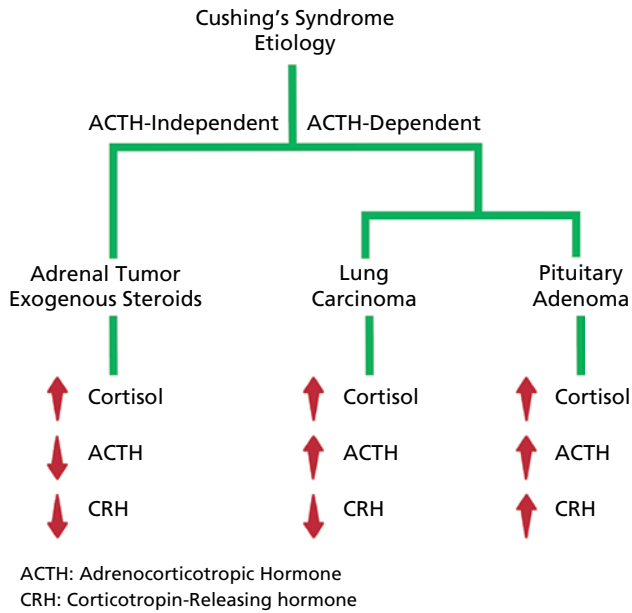 Cushing's Syndrome
Etiology
ACTH-Independent ACTH-Dependent
Adrenal Tumor
Exogenous Steroids
Lung
Carcinoma
Pituitary
Adenoma
Cortisol
ACTH
CRH
Cortisol
ACTH
CRH
Cortisol
ACTH
CRH
ACTH: Adrenocorticotropic Hormone
CRH: Corticotropin-Releasing hormone